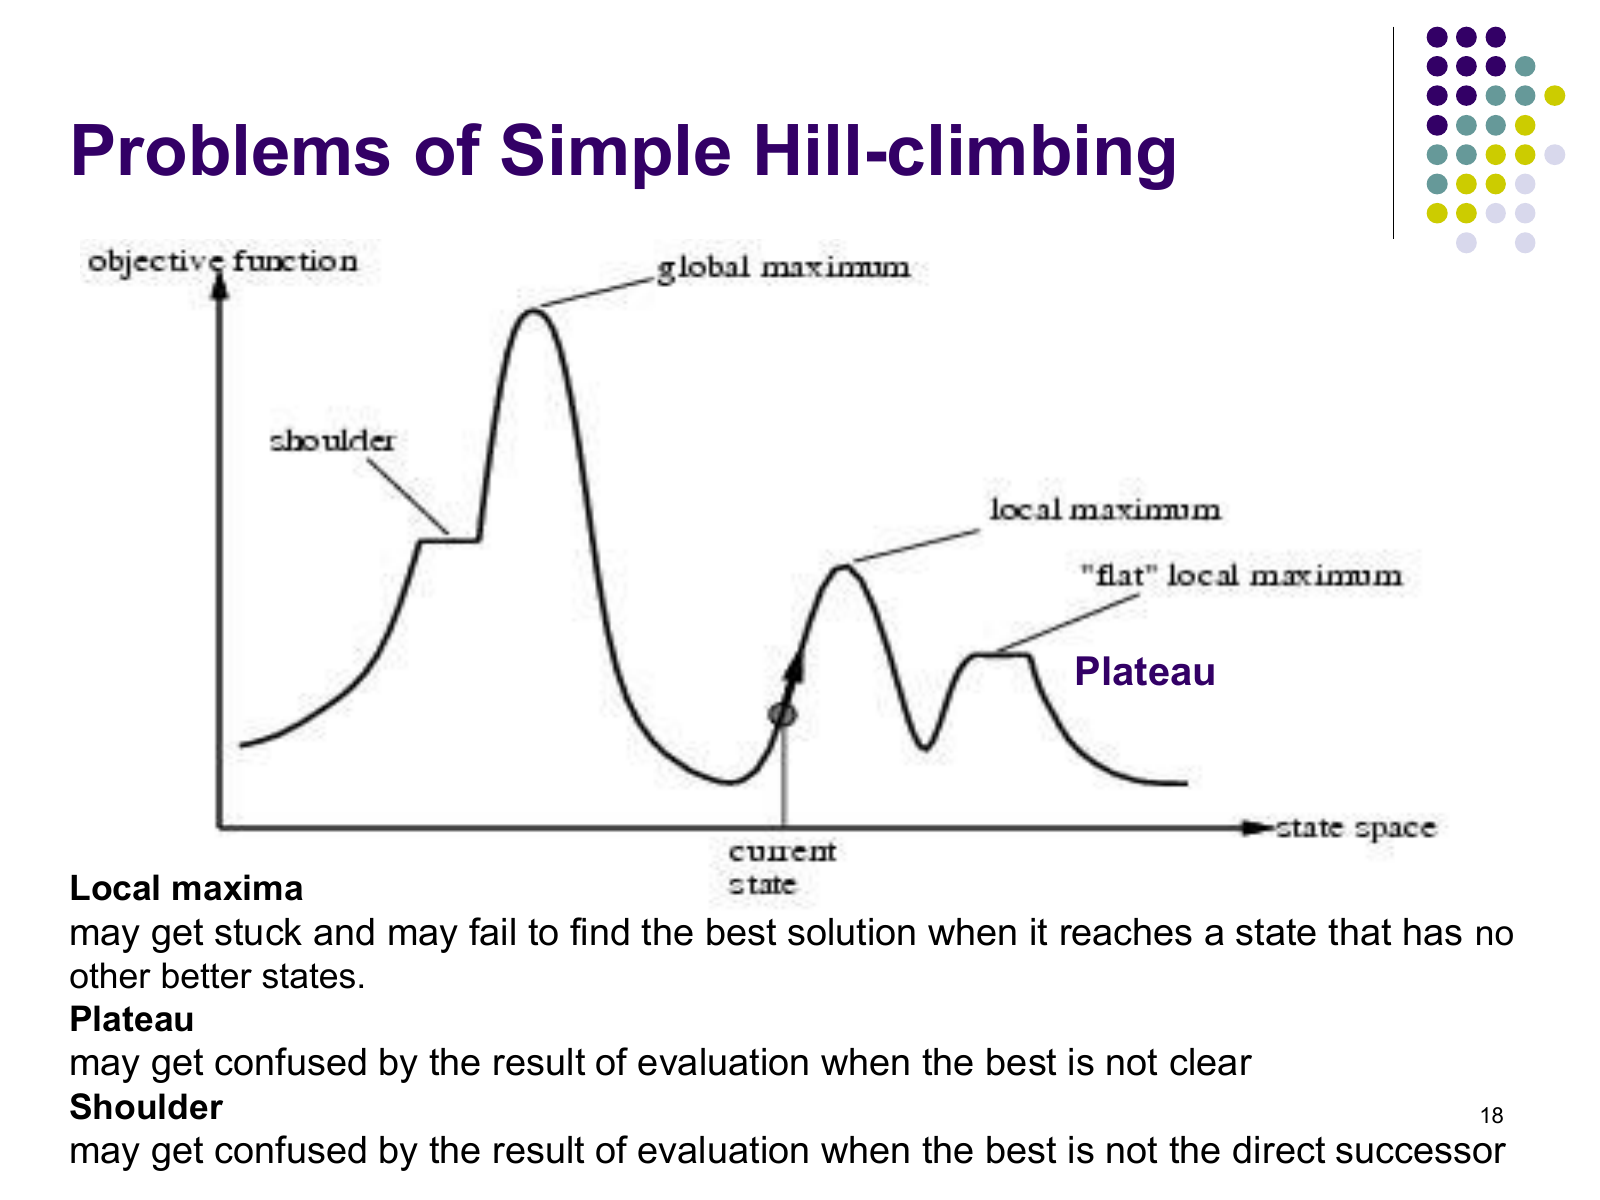 Problems of Simple Hill-climbing
objective function
global maximum
shoulder
local maximum
"flat" local maximum
Plateau
state space
current
state
Local maxima
may get stuck and may fail to find the best solution when it reaches a state that has no
other better states.
Plateau
may get confused by the result of evaluation when the best is not clear
Shoulder
may get confused by the result of evaluation when the best is not the direct successor
18